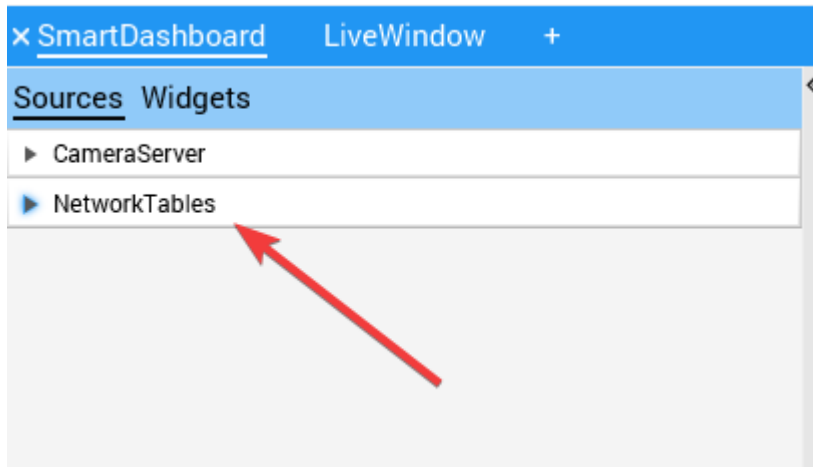 × SmartDashboard LiveWindow +
Sources Widgets
CameraServer
NetworkTables